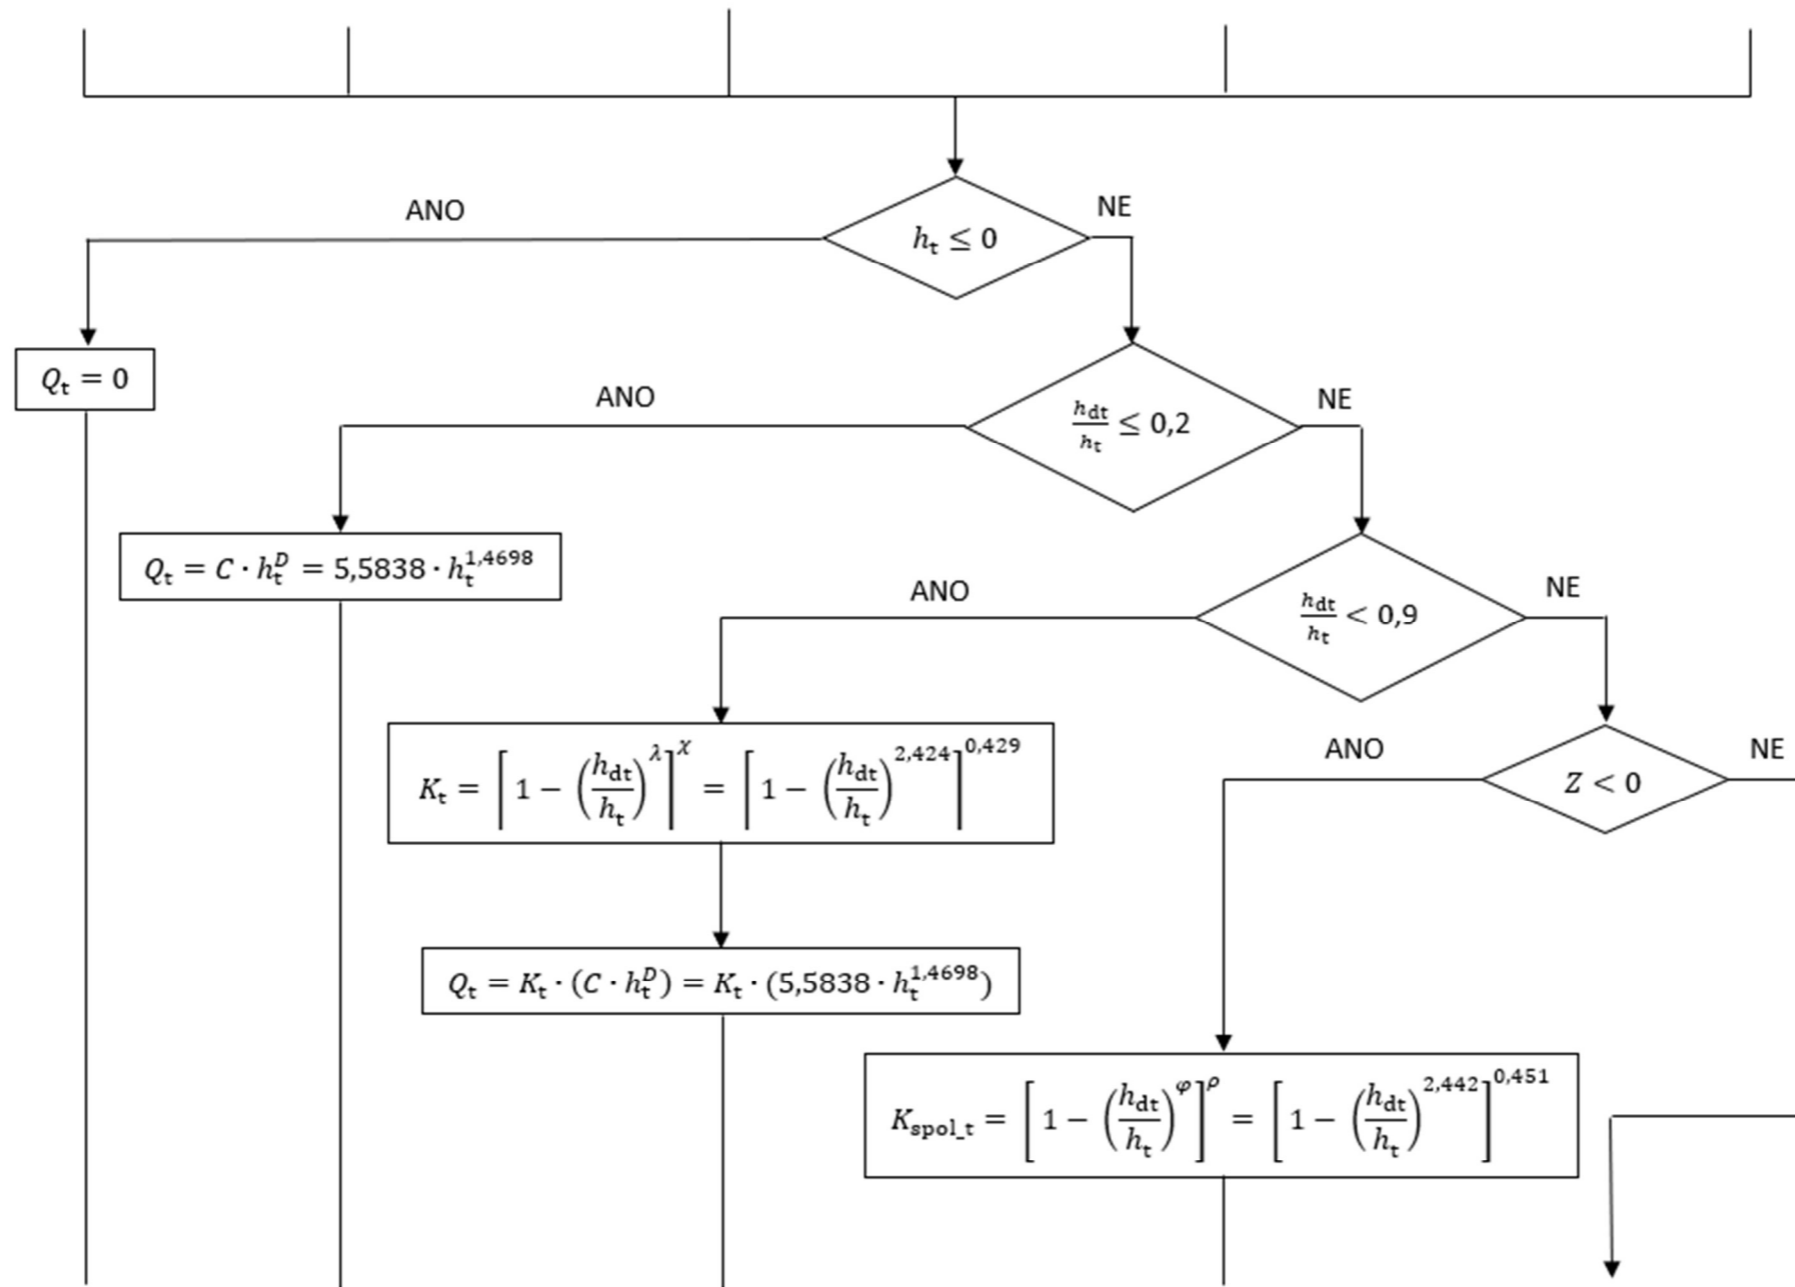 ANO
NE
h_t ≤ 0
Q_t = 0
ANO
NE
h_dt / h_t ≤ 0,2
Q_t = C · h_t^D = 5,5838 · h_t^1,4698
ANO
NE
h_dt / h_t < 0,9
K_t = [1 − (h_dt / h_t)^λ]^χ = [1 − (h_dt / h_t)^2,424]^0,429
ANO
NE
Z < 0
Q_t = K_t · (C · h_t^D) = K_t · (5,5838 · h_t^1,4698)
K_spol_t = [1 − (h_dt / h_t)^φ]^ρ = [1 − (h_dt / h_t)^2,442]^0,451